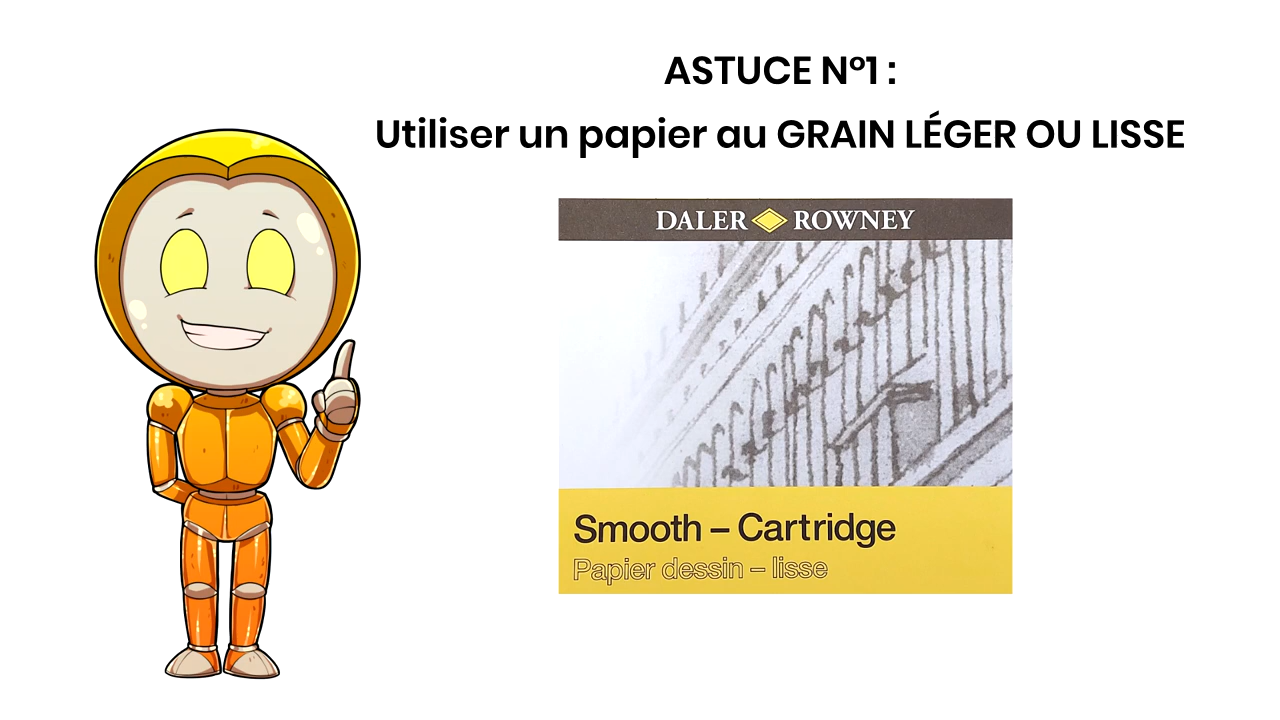 ASTUCE N°1 :
Utiliser un papier au GRAIN LÉGER OU LISSE
DALER ROWNEY
Smooth – Cartridge
Papier dessin – lisse